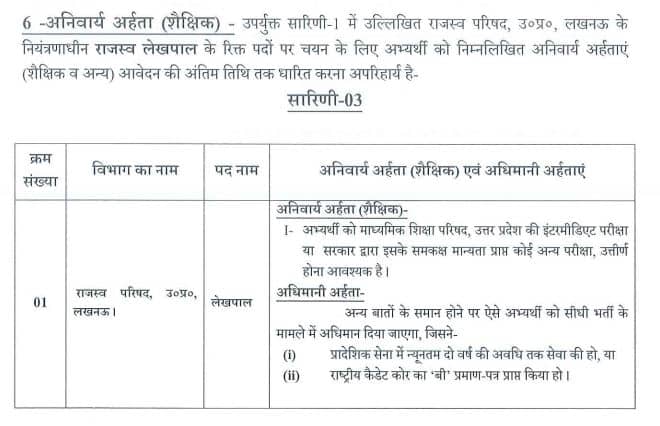 6 -अनिवार्य अर्हता (शैक्षिक) - उपर्युक्त सारिणी-1 में उल्लिखित राजस्व परिषद, उ०प्र०, लखनऊ के
नियंत्रणाधीन राजस्व लेखपाल के रिक्त पदों पर चयन के लिए अभ्यर्थी को निम्नलिखित अनिवार्य अर्हताएं
(शैक्षिक व अन्य) आवेदन की अंतिम तिथि तक धारित करना अपरिहार्य है-
सारिणी-03
क्रम
संख्या
विभाग का नाम
पद नाम
अनिवार्य अर्हता (शैक्षिक) एवं अधिमानी अर्हताएं
01
राजस्व परिषद, उ०प्र०,
लखनऊ।
लेखपाल
अनिवार्य अर्हता (शैक्षिक)-
I- अभ्यर्थी को माध्यमिक शिक्षा परिषद, उत्तर प्रदेश की इंटरमीडिएट परीक्षा
या सरकार द्वारा इसके समकक्ष मान्यता प्राप्त कोई अन्य परीक्षा, उत्तीर्ण
होना आवश्यक है।
अधिमानी अर्हता-
अन्य बातों के समान होने पर ऐसे अभ्यर्थी को सीधी भर्ती के
मामले में अधिमान दिया जाएगा, जिसने-
(i) प्रादेशिक सेना में न्यूनतम दो वर्ष की अवधि तक सेवा की हो, या
(ii) राष्ट्रीय कैडेट कोर का 'बी' प्रमाण-पत्र प्राप्त किया हो।